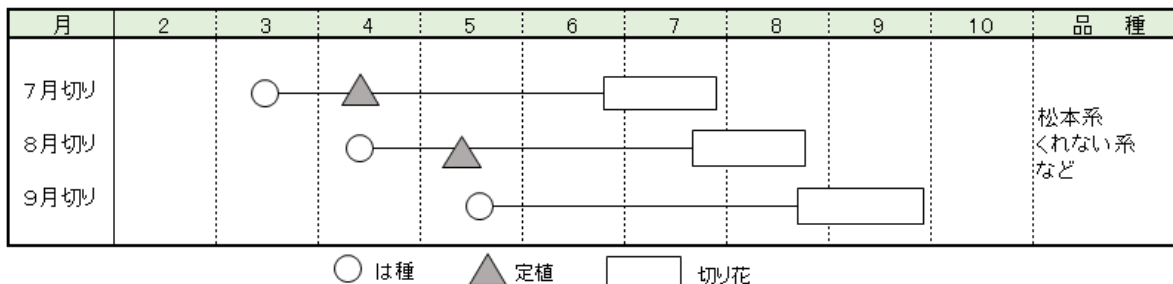 月 2 3 4 5 6 7 8 9 10 品 種
7月切り
8月切り
9月切り
松本系
くれない系
など
は種 定植 切り花